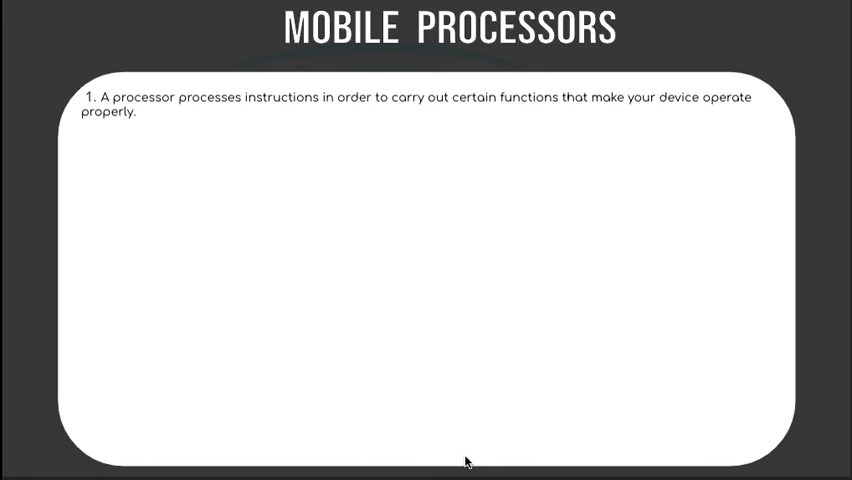 MOBILE PROCESSORS
1. A processor processes instructions in order to carry out certain functions that make your device operate
properly.